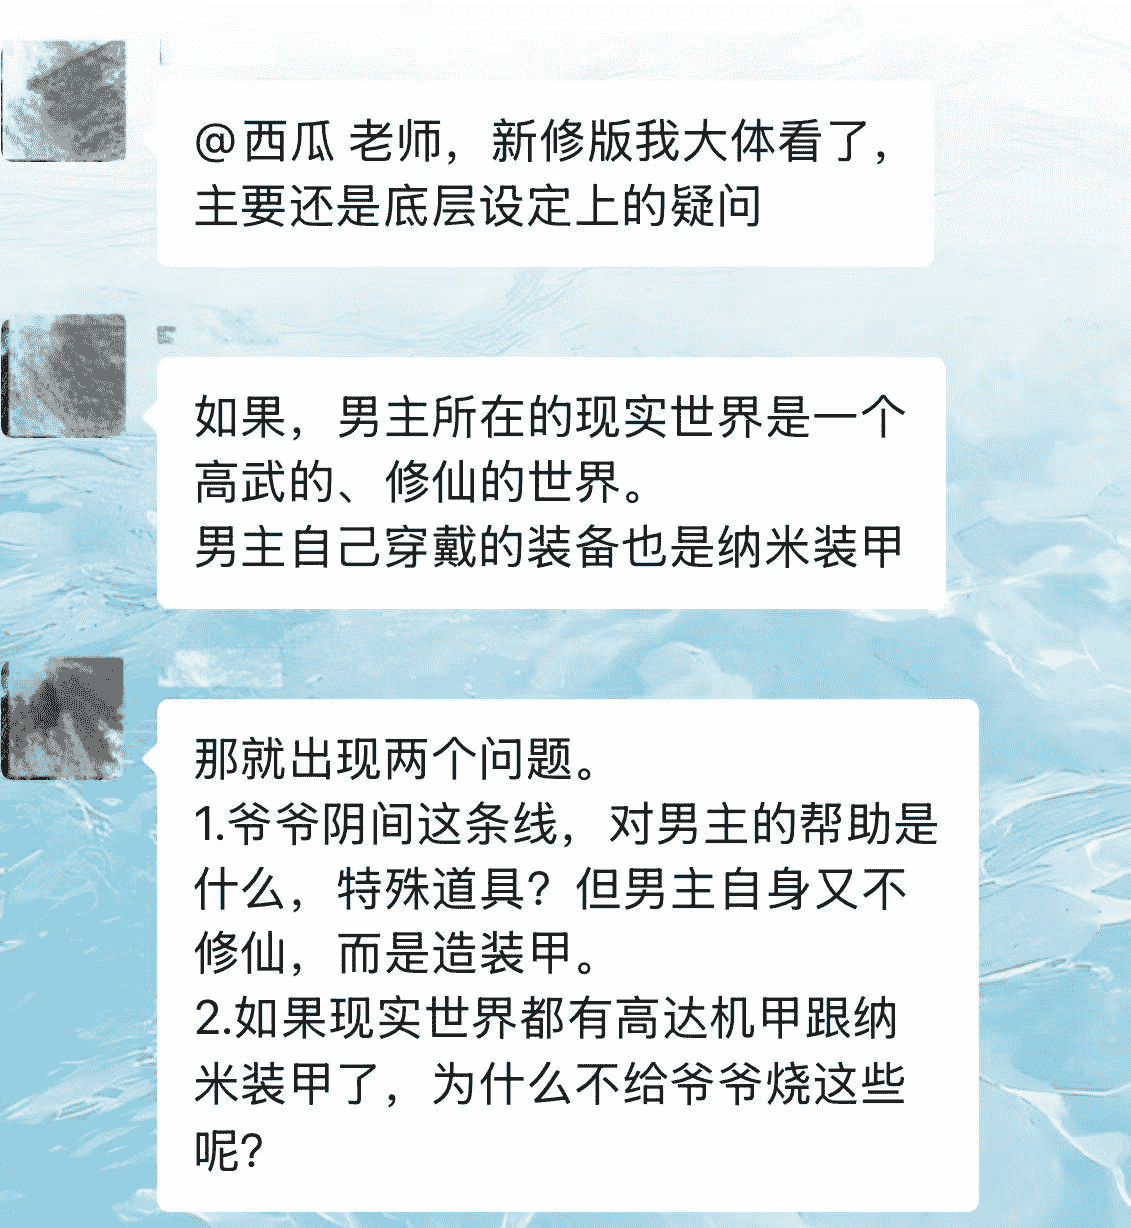 @西瓜 老师，新修版我大体看了，
主要还是底层设定上的疑问
如果，男主所在的现实世界是一个
高武的、修仙的世界。
男主自己穿戴的装备也是纳米装甲
那就出现两个问题。
1.爷爷阴间这条线，对男主的帮助是
什么，特殊道具？但男主自身又不
修仙，而是造装甲。
2.如果现实世界都有高达机甲跟纳
米装甲了，为什么不给爷爷烧这些
呢？